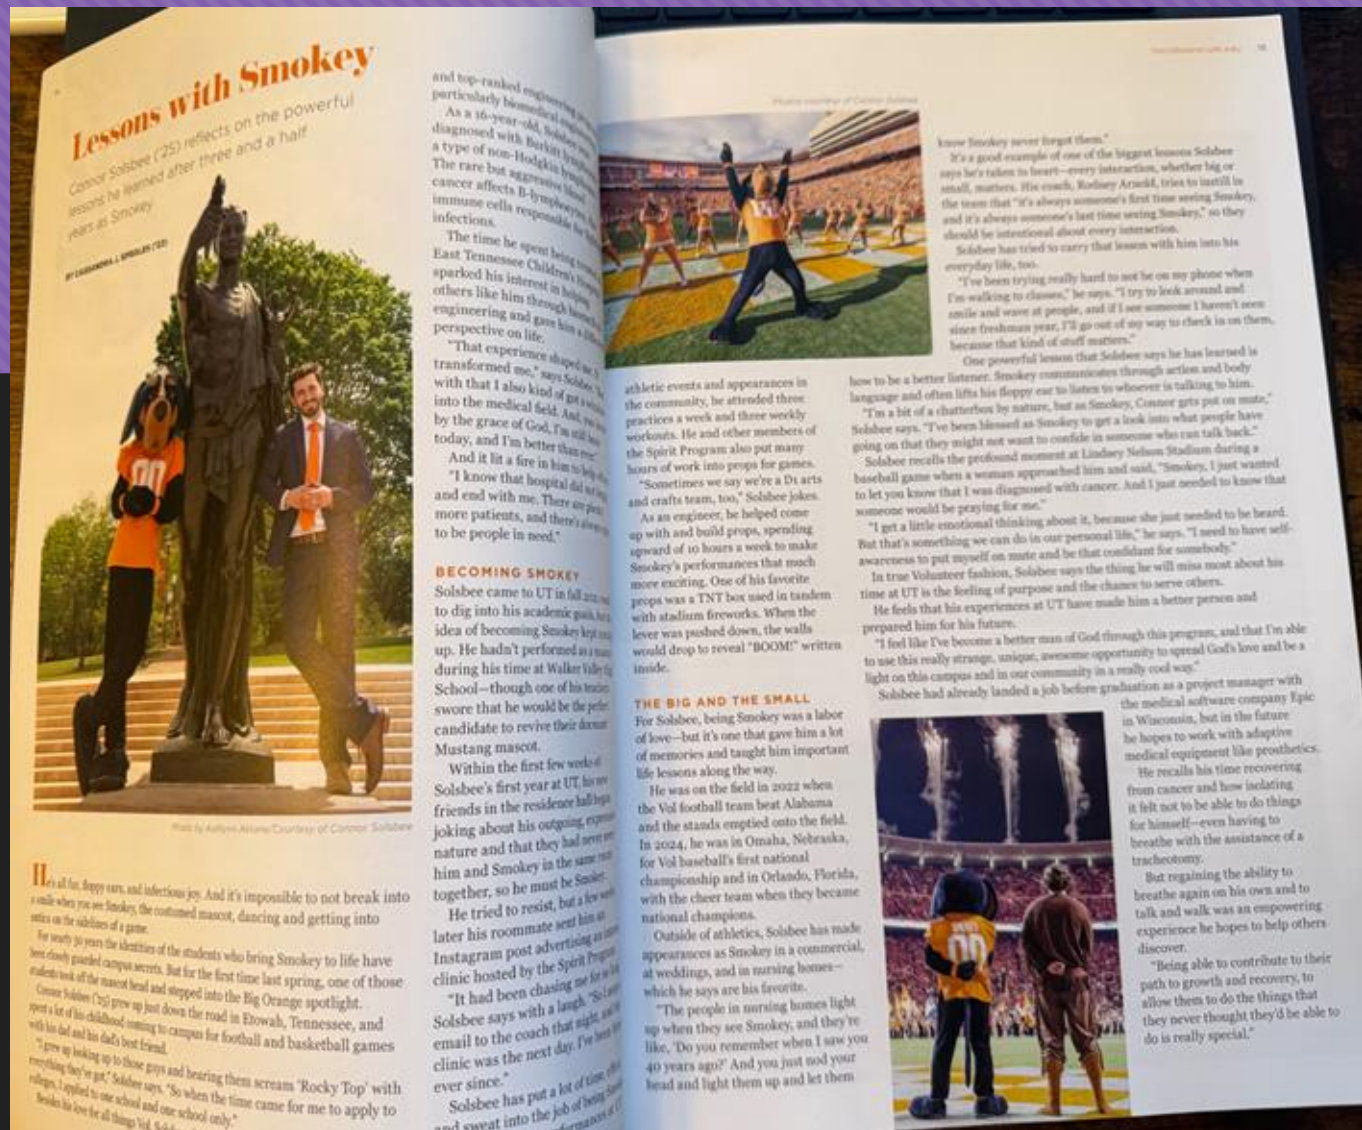 Lessons with Smokey
Connor Solsbee ('25) reflects on the powerful
lessons he learned after three and a half
years as Smokey
BY CASSANDRA J. SPROLES ('22)
Photo by /Courtesy of Connor Solsbee
He's all fur, floppy ears, and infectious joy. And it's impossible to not break into
a smile when you see Smokey, the costumed mascot, dancing and getting into
antics on the sidelines of a game.
For nearly 50 years the identities of the students who bring Smokey to life have
been closely guarded campus secrets. But for the first time last spring, one of those
students took off the mascot head and stepped into the Big Orange spotlight.
Connor Solsbee ('25) grew up just down the road in Etowah, Tennessee, and
spent a lot of his childhood coming to campus for football and basketball games
with his dad and his dad's best friend.
"I grew up looking up to those guys and hearing them scream 'Rocky Top' with
everything they've got," Solsbee says. "So when the time came for me to apply to
colleges, I applied to one school and one school only."
Besides his love for all things Vol,
and top-ranked engineering
particularly biomedical
As a 16-year-old, Solsbee
diagnosed with Burkitt
a type of non-Hodgkin
The rare but aggressive blood
cancer affects B-lymphocytes,
immune cells responsible
infections.
The time he spent being
East Tennessee Children's
sparked his interest in helping
others like him through
engineering and gave him a
perspective on life.
"That experience shaped
transformed me," says Solsbee.
with that I also kind of got a
into the medical field. And,
by the grace of God, I'm still
today, and I'm better than ever."
And it lit a fire in him to help
"I know that hospital did not
and end with me. There are
more patients, and there's
to be people in need."
BECOMING SMOKEY
Solsbee came to UT in fall
to dig into his academic goals,
idea of becoming Smokey kept
up. He hadn't performed as a
during his time at Walker Valley
School—though one of his teachers
swore that he would be the perfect
candidate to revive their dormant
Mustang mascot.
Within the first few weeks of
Solsbee's first year at UT, his new
friends in the residence hall began
joking about his outgoing,
nature and that they had never
him and Smokey in the same
together, so he must be Smokey.
He tried to resist, but a few
later his roommate sent him an
Instagram post advertising
clinic hosted by the Spirit Program
"It had been chasing me
Solsbee says with a laugh. "So I
email to the coach that night,
clinic was the next day. I've been
ever since."
Solsbee has put a lot of time,
and sweat into the job of being
Photos courtesy of Connor Solsbee
athletic events and appearances in
the community, he attended three
practices a week and three weekly
workouts. He and other members of
the Spirit Program also put many
hours of work into props for games.
"Sometimes we say we're a D1 arts
and crafts team, too," Solsbee jokes.
As an engineer, he helped come
up with and build props, spending
upward of 10 hours a week to make
Smokey's performances that much
more exciting. One of his favorite
props was a TNT box used in tandem
with stadium fireworks. When the
lever was pushed down, the walls
would drop to reveal "BOOM!" written
inside.
THE BIG AND THE SMALL
For Solsbee, being Smokey was a labor
of love—but it's one that gave him a lot
of memories and taught him important
life lessons along the way.
He was on the field in 2022 when
the Vol football team beat Alabama
and the stands emptied onto the field.
In 2024, he was in Omaha, Nebraska,
for Vol baseball's first national
championship and in Orlando, Florida,
with the cheer team when they became
national champions.
Outside of athletics, Solsbee has made
appearances as Smokey in a commercial,
at weddings, and in nursing homes—
which he says are his favorite.
"The people in nursing homes light
up when they see Smokey, and they're
like, 'Do you remember when I saw you
40 years ago?' And you just nod your
head and light them up and let them
know Smokey never forgot them."
It's a good example of one of the biggest lessons Solsbee
says he's taken to heart—every interaction, whether big or
small, matters. His coach, Rodney Arnold, tries to instill in
the team that "it's always someone's first time seeing Smokey,
and it's always someone's last time seeing Smokey," so they
should be intentional about every interaction.
Solsbee has tried to carry that lesson with him into his
everyday life, too.
"I've been trying really hard to not be on my phone when
I'm walking to classes," he says. "I try to look around and
smile and wave at people, and if I see someone I haven't seen
since freshman year, I'll go out of my way to check in on them,
because that kind of stuff matters."
One powerful lesson that Solsbee says he has learned is
how to be a better listener. Smokey communicates through action and body
language and often lifts his floppy ear to listen to whoever is talking to him.
"I'm a bit of a chatterbox by nature, but as Smokey, Connor gets put on mute,"
Solsbee says. "I've been blessed as Smokey to get a look into what people have
going on that they might not want to confide in someone who can talk back."
Solsbee recalls the profound moment at Lindsey Nelson Stadium during a
baseball game when a woman approached him and said, "Smokey, I just wanted
to let you know that I was diagnosed with cancer. And I just needed to know that
someone would be praying for me."
"I get a little emotional thinking about it, because she just needed to be heard.
But that's something we can do in our personal life," he says. "I need to have self-
awareness to put myself on mute and be that confidant for somebody."
In true Volunteer fashion, Solsbee says the thing he will miss most about his
time at UT is the feeling of purpose and the chance to serve others.
He feels that his experiences at UT have made him a better person and
prepared him for his future.
"I feel like I've become a better man of God through this program, and that I'm able
to use this really strange, unique, awesome opportunity to spread God's love and be a
light on this campus and in our community in a really cool way."
Solsbee had already landed a job before graduation as a project manager with
the medical software company Epic
in Wisconsin, but in the future
he hopes to work with adaptive
medical equipment like prosthetics.
He recalls his time recovering
from cancer and how isolating
it felt not to be able to do things
for himself—even having to
breathe with the assistance of a
tracheotomy.
But regaining the ability to
breathe again on his own and to
talk and walk was an empowering
experience he hopes to help others
discover.
"Being able to contribute to their
path to growth and recovery, to
allow them to do the things that
they never thought they'd be able to
do is really special."